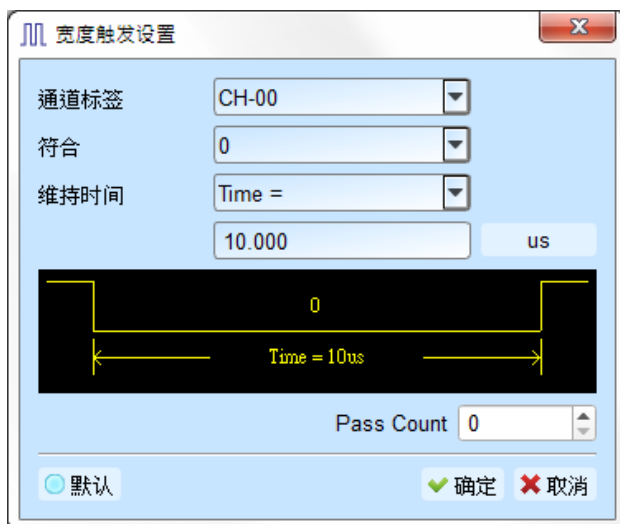 宽度触发设置
通道标签 CH-00
符合 0
维持时间 Time =
10.000 us
0
Time = 10us
Pass Count 0
默认 确定 取消